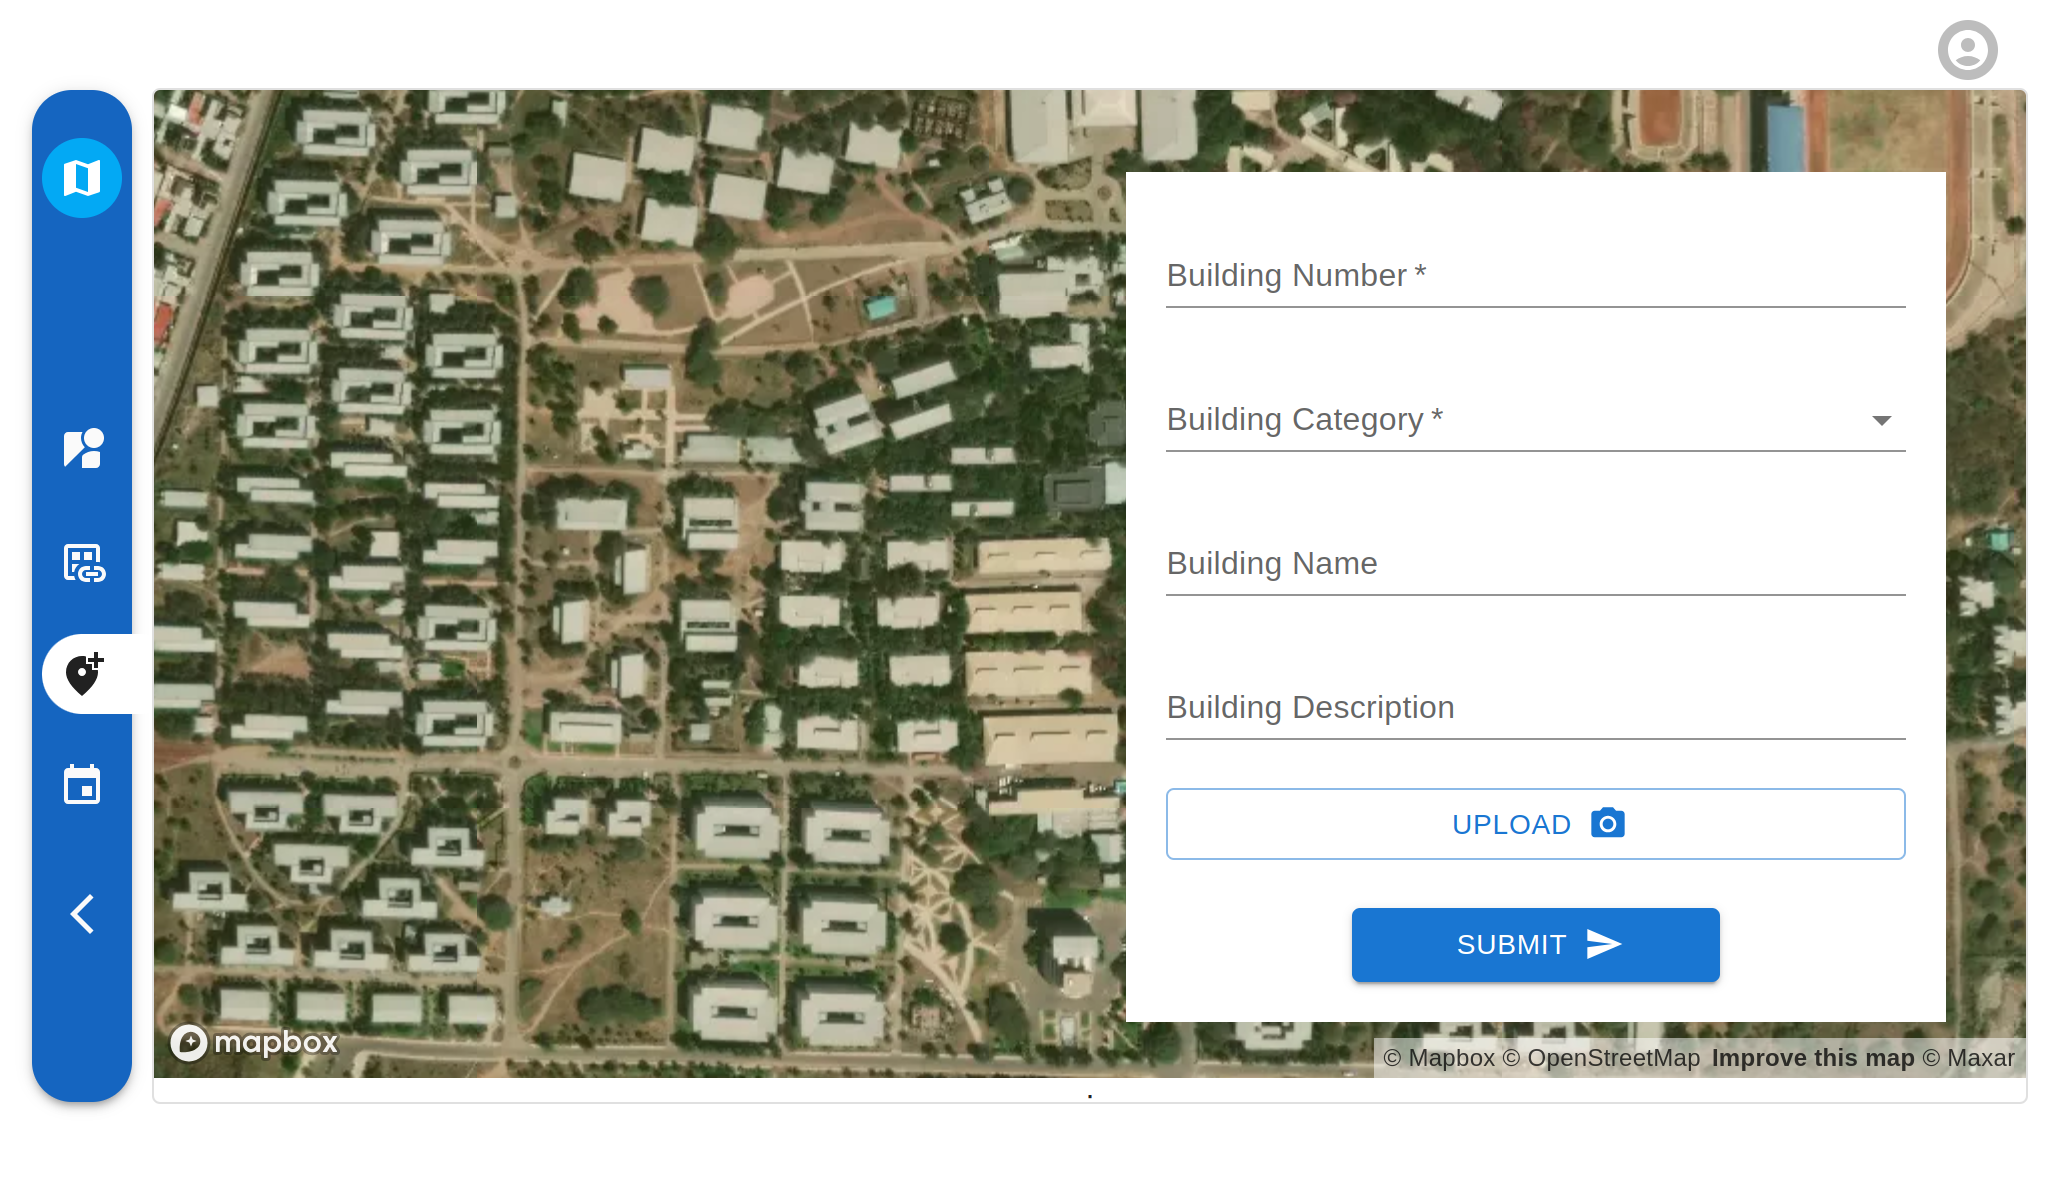 Building Number *
Building Category *
Building Name
Building Description
UPLOAD
SUBMIT
mapbox
© Mapbox © OpenStreetMap Improve this map © Maxar
.